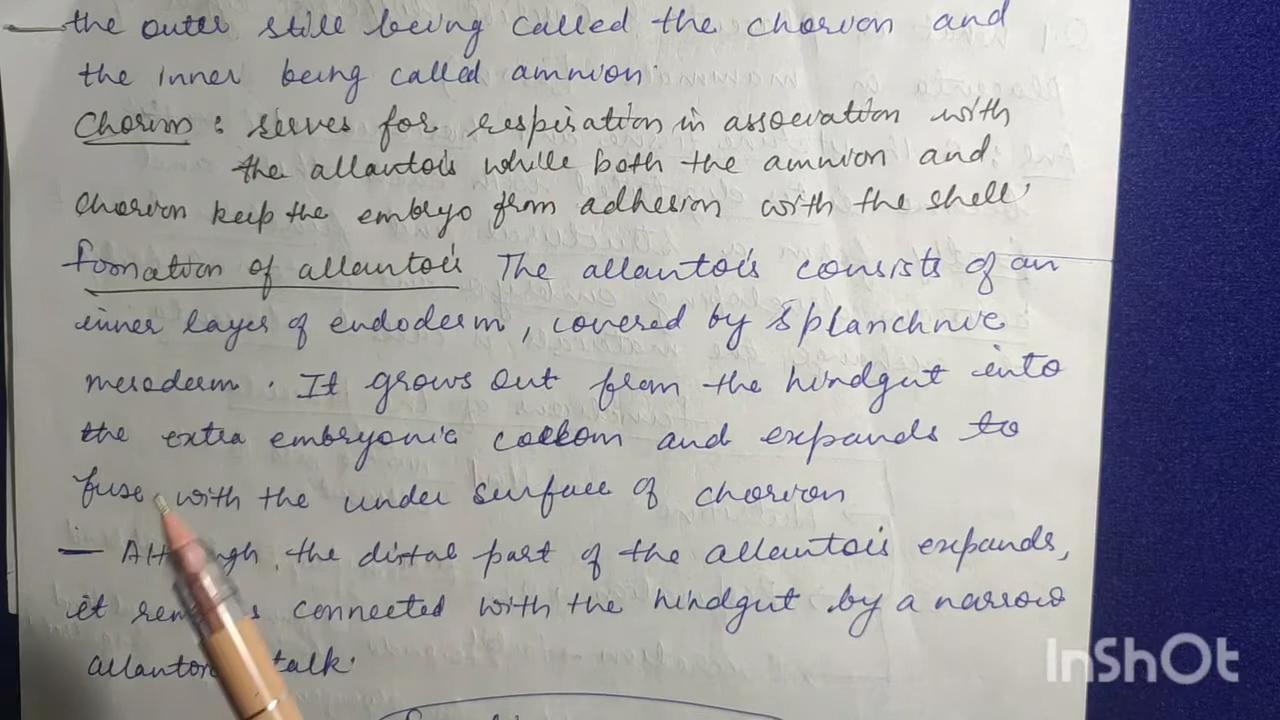 — the outer still being called the chorion and
the inner being called amnion.
Chorion : serves for respiration in association with
the allantois while both the amnion and
chorion keep the embryo from adhesion with the shell.
formation of allantois The allantois consists of an
inner layer of endoderm, covered by splanchnic
mesoderm. It grows out from the hindgut into
the extra embryonic coelom and expands to
fuse with the under surface of chorion
— the distal part of the allantois expands,
it connected with the hindgut by a narrow
InShOt